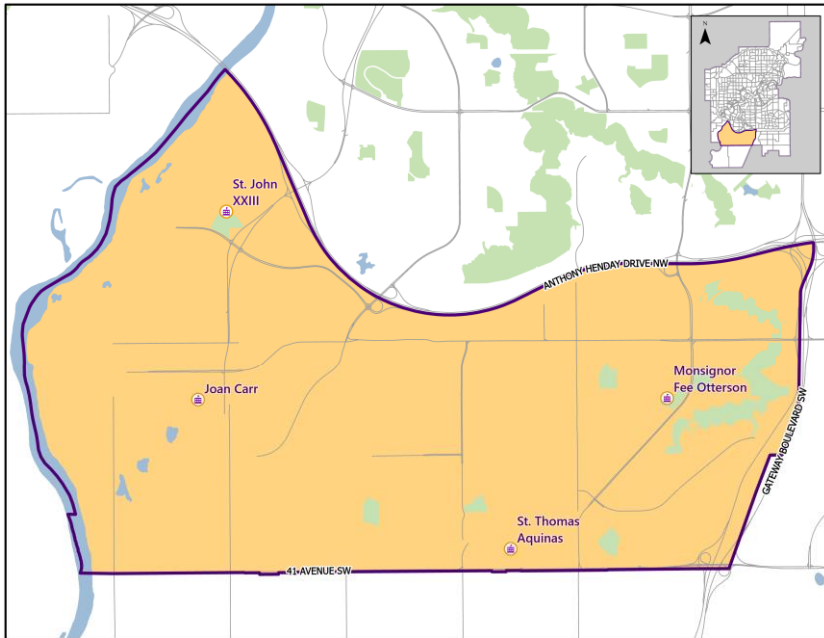 N
St. John
XXIII
ANTHONY HENDAY DRIVE NW
Joan Carr
Monsignor
Fee Otterson
GATEWAY BOULEVARD SW
St. Thomas
Aquinas
41 AVENUE SW